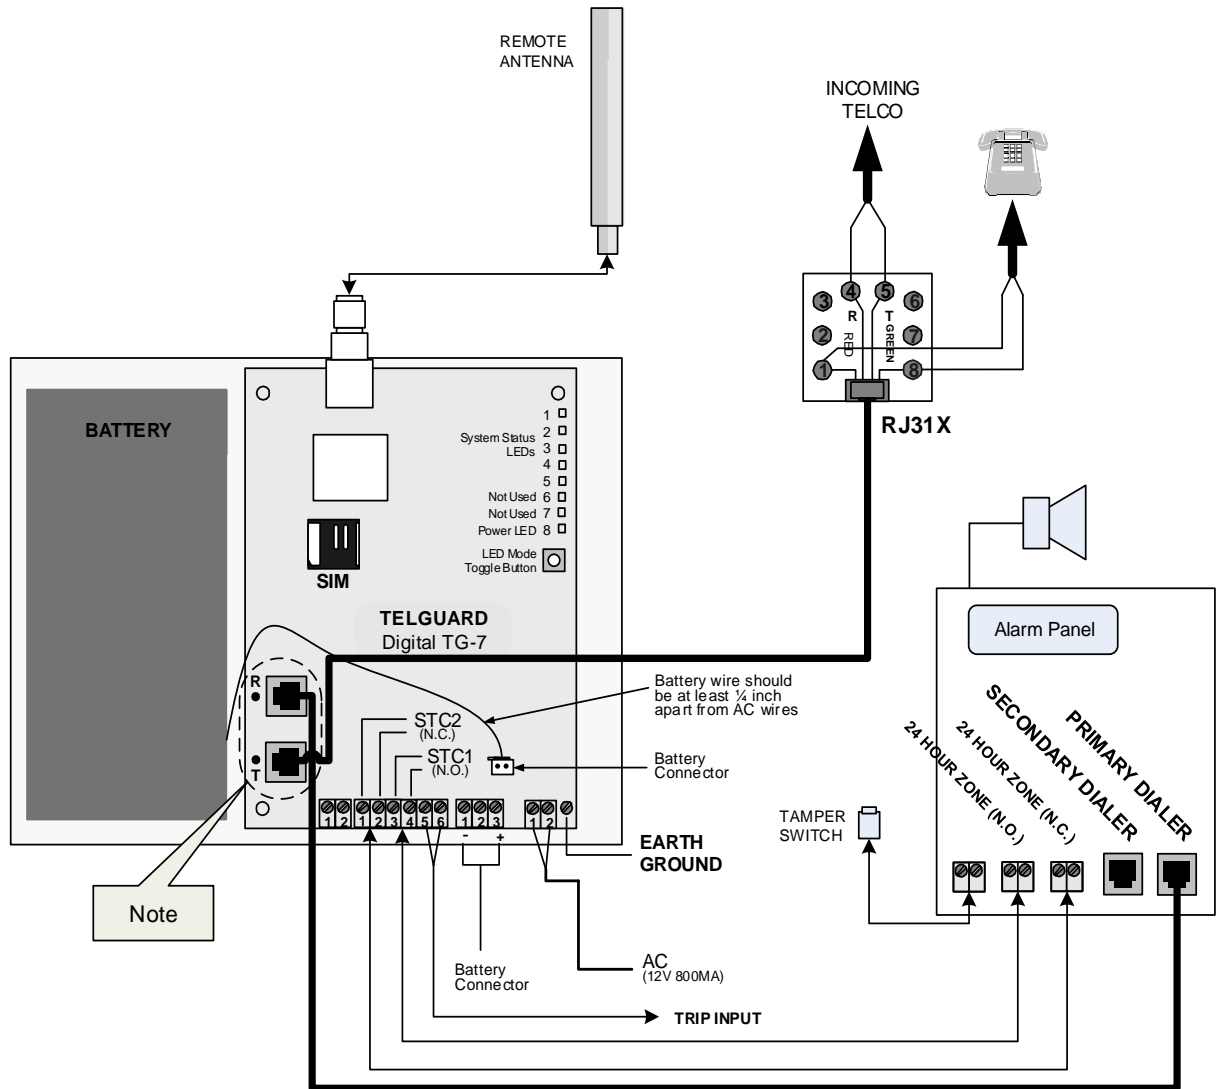 REMOTE
ANTENNA
INCOMING
TELCO
3
4
5
6
R
T
2
RED
GREEN
7
1
8
RJ31X
BATTERY
1
System Status
2
LEDs
3
4
5
Not Used
6
Not Used
7
Power LED
8
LED Mode
Toggle Button
SIM
TELGUARD
Digital TG-7
Alarm Panel
R
T
Battery wire should
be at least ¼ inch
apart from AC wires
STC2
(N.C.)
STC1
(N.O.)
Battery
Connector
24 HOUR ZONE (N.O.)
24 HOUR ZONE (N.C.)
SECONDARY DIALER
PRIMARY DIALER
1 2
1 2 3 4 5 6
1 2 3
1 2
- +
EARTH
GROUND
TAMPER
SWITCH
Note
Battery
Connector
AC
(12V 800MA)
TRIP INPUT